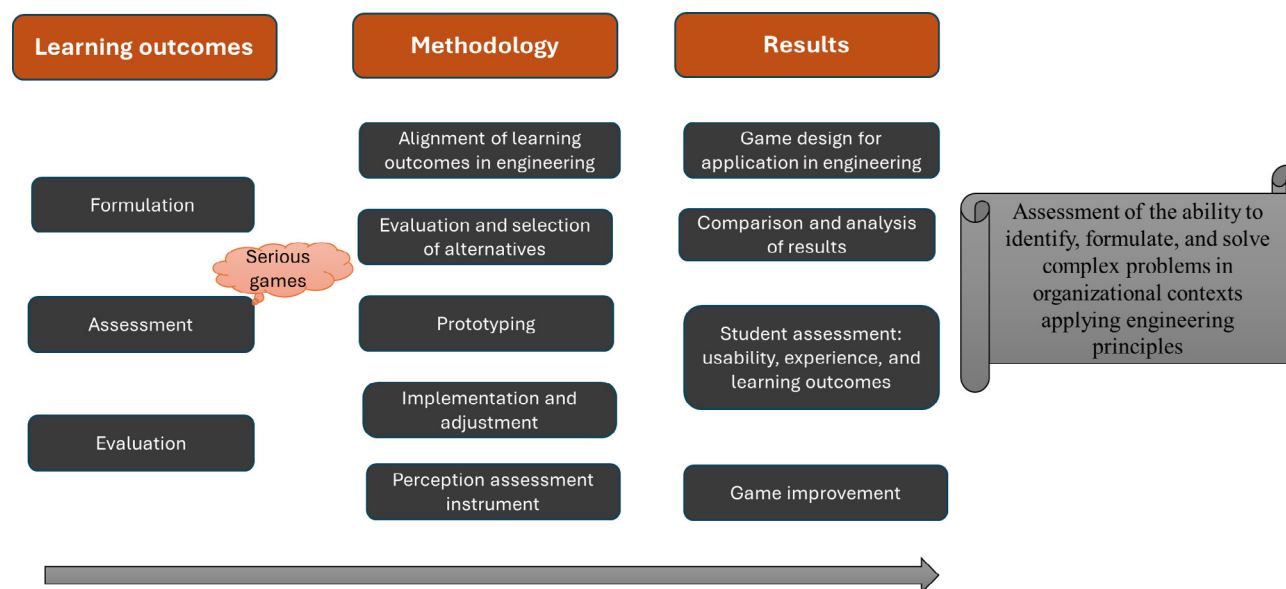 Learning outcomes
Methodology
Results
Formulation
Serious
games
Assessment
Evaluation
Alignment of learning
outcomes in engineering
Evaluation and selection
of alternatives
Prototyping
Implementation and
adjustment
Perception assessment
instrument
Game design for
application in engineering
Comparison and analysis
of results
Student assessment:
usability, experience, and
learning outcomes
Game improvement
Assessment of the ability to
identify, formulate, and solve
complex problems in
organizational contexts
applying engineering
principles